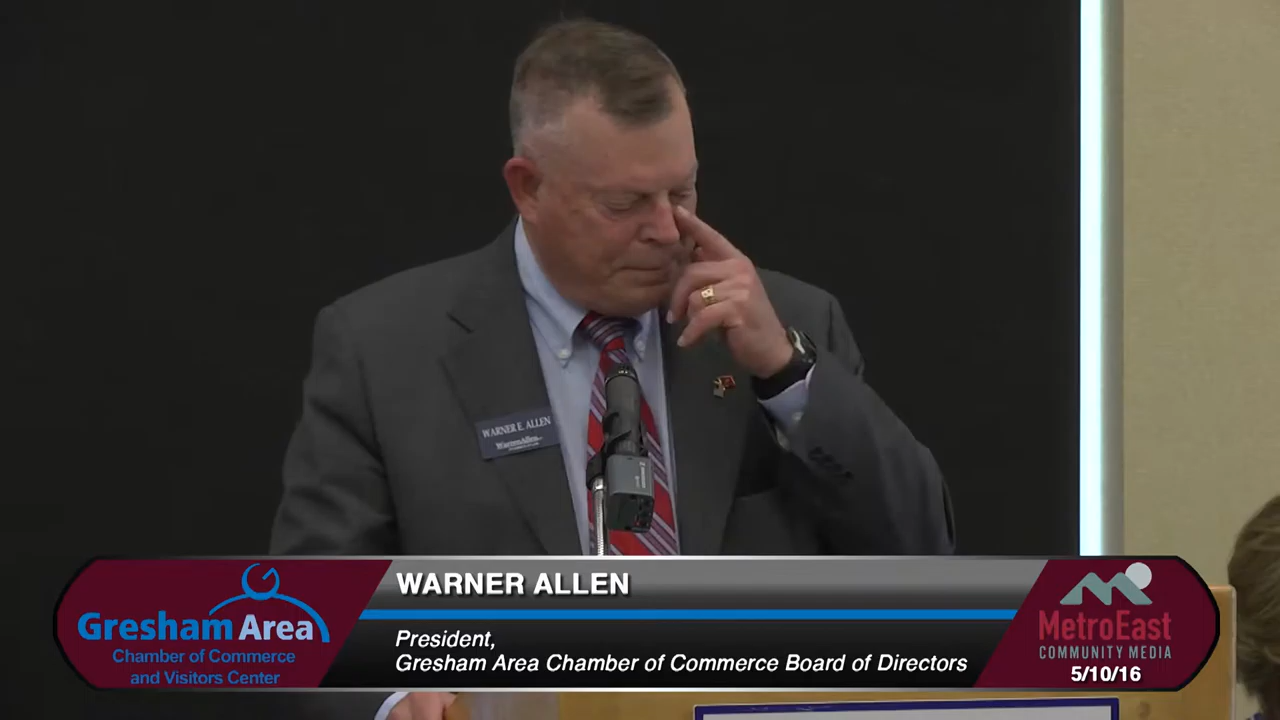 WARNER E. ALLEN
WARNER ALLEN
President,
Gresham Area Chamber of Commerce Board of Directors
Gresham Area
Chamber of Commerce
and Visitors Center
MetroEast
COMMUNITY MEDIA
5/10/16